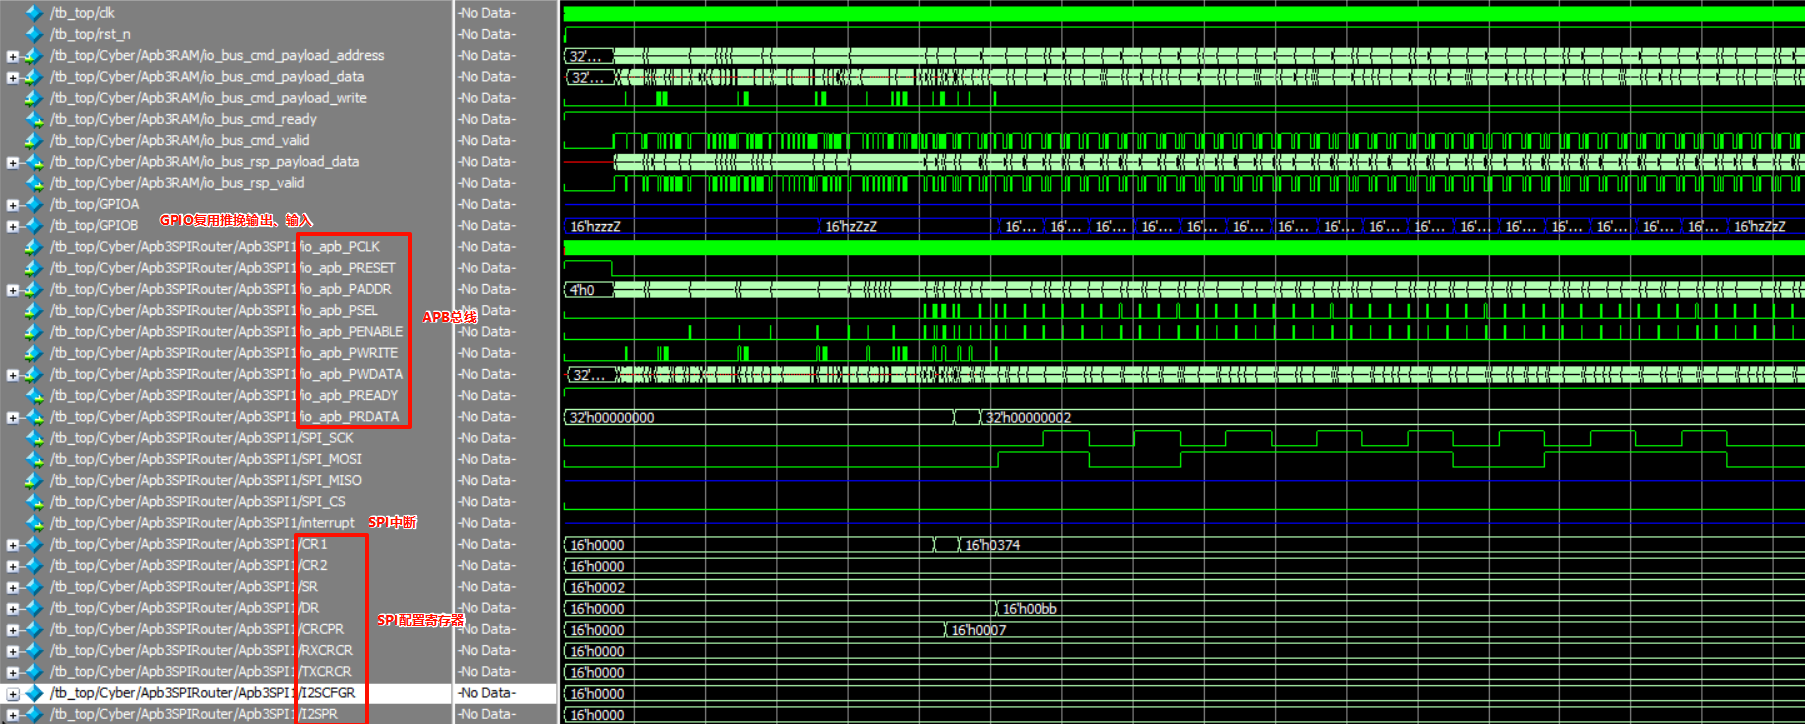 /tb_top/clk -No Data-
/tb_top/rst_n -No Data-
/tb_top/Cyber/Apb3RAM/io_bus_cmd_payload_address -No Data- 32'...
/tb_top/Cyber/Apb3RAM/io_bus_cmd_payload_data -No Data- 32'...
/tb_top/Cyber/Apb3RAM/io_bus_cmd_payload_write -No Data-
/tb_top/Cyber/Apb3RAM/io_bus_cmd_ready -No Data-
/tb_top/Cyber/Apb3RAM/io_bus_cmd_valid -No Data-
/tb_top/Cyber/Apb3RAM/io_bus_rsp_payload_data -No Data-
/tb_top/Cyber/Apb3RAM/io_bus_rsp_valid -No Data-
/tb_top/GPIOA -No Data-
GPIO复用推挽输出、输入
/tb_top/GPIOB -No Data- 16'hzzzZ 16'hzZzZ 16'... 16'... 16'... 16'... 16'... 16'... 16'... 16'... 16'... 16'... 16'... 16'... 16'... 16'... 16'... 16'... 16'hzZzZ
/tb_top/Cyber/Apb3SPIRouter/Apb3SPI1/io_apb_PCLK -No Data-
/tb_top/Cyber/Apb3SPIRouter/Apb3SPI1/io_apb_PRESET -No Data-
/tb_top/Cyber/Apb3SPIRouter/Apb3SPI1/io_apb_PADDR -No Data- 4'h0
/tb_top/Cyber/Apb3SPIRouter/Apb3SPI1/io_apb_PSEL -No Data-
APB总线
/tb_top/Cyber/Apb3SPIRouter/Apb3SPI1/io_apb_PENABLE -No Data-
/tb_top/Cyber/Apb3SPIRouter/Apb3SPI1/io_apb_PWRITE -No Data-
/tb_top/Cyber/Apb3SPIRouter/Apb3SPI1/io_apb_PWDATA -No Data- 32'...
/tb_top/Cyber/Apb3SPIRouter/Apb3SPI1/io_apb_PREADY -No Data-
/tb_top/Cyber/Apb3SPIRouter/Apb3SPI1/io_apb_PRDATA -No Data- 32'h00000000 32'h00000002
/tb_top/Cyber/Apb3SPIRouter/Apb3SPI1/SPI_SCK -No Data-
/tb_top/Cyber/Apb3SPIRouter/Apb3SPI1/SPI_MOSI -No Data-
/tb_top/Cyber/Apb3SPIRouter/Apb3SPI1/SPI_MISO -No Data-
/tb_top/Cyber/Apb3SPIRouter/Apb3SPI1/SPI_CS -No Data-
/tb_top/Cyber/Apb3SPIRouter/Apb3SPI1/interrupt SPI中断 -No Data-
/tb_top/Cyber/Apb3SPIRouter/Apb3SPI1/CR1 -No Data- 16'h0000 16'h0374
/tb_top/Cyber/Apb3SPIRouter/Apb3SPI1/CR2 -No Data- 16'h0000
/tb_top/Cyber/Apb3SPIRouter/Apb3SPI1/SR -No Data- 16'h0002
/tb_top/Cyber/Apb3SPIRouter/Apb3SPI1/DR -No Data- 16'h0000 16'h00bb
SPI配置寄存器
/tb_top/Cyber/Apb3SPIRouter/Apb3SPI1/CRCPR -No Data- 16'h0000 16'h0007
/tb_top/Cyber/Apb3SPIRouter/Apb3SPI1/RXCRCR -No Data- 16'h0000
/tb_top/Cyber/Apb3SPIRouter/Apb3SPI1/TXCRCR -No Data- 16'h0000
/tb_top/Cyber/Apb3SPIRouter/Apb3SPI1/I2SCFGR -No Data- 16'h0000
/tb_top/Cyber/Apb3SPIRouter/Apb3SPI1/I2SPR -No Data- 16'h0000